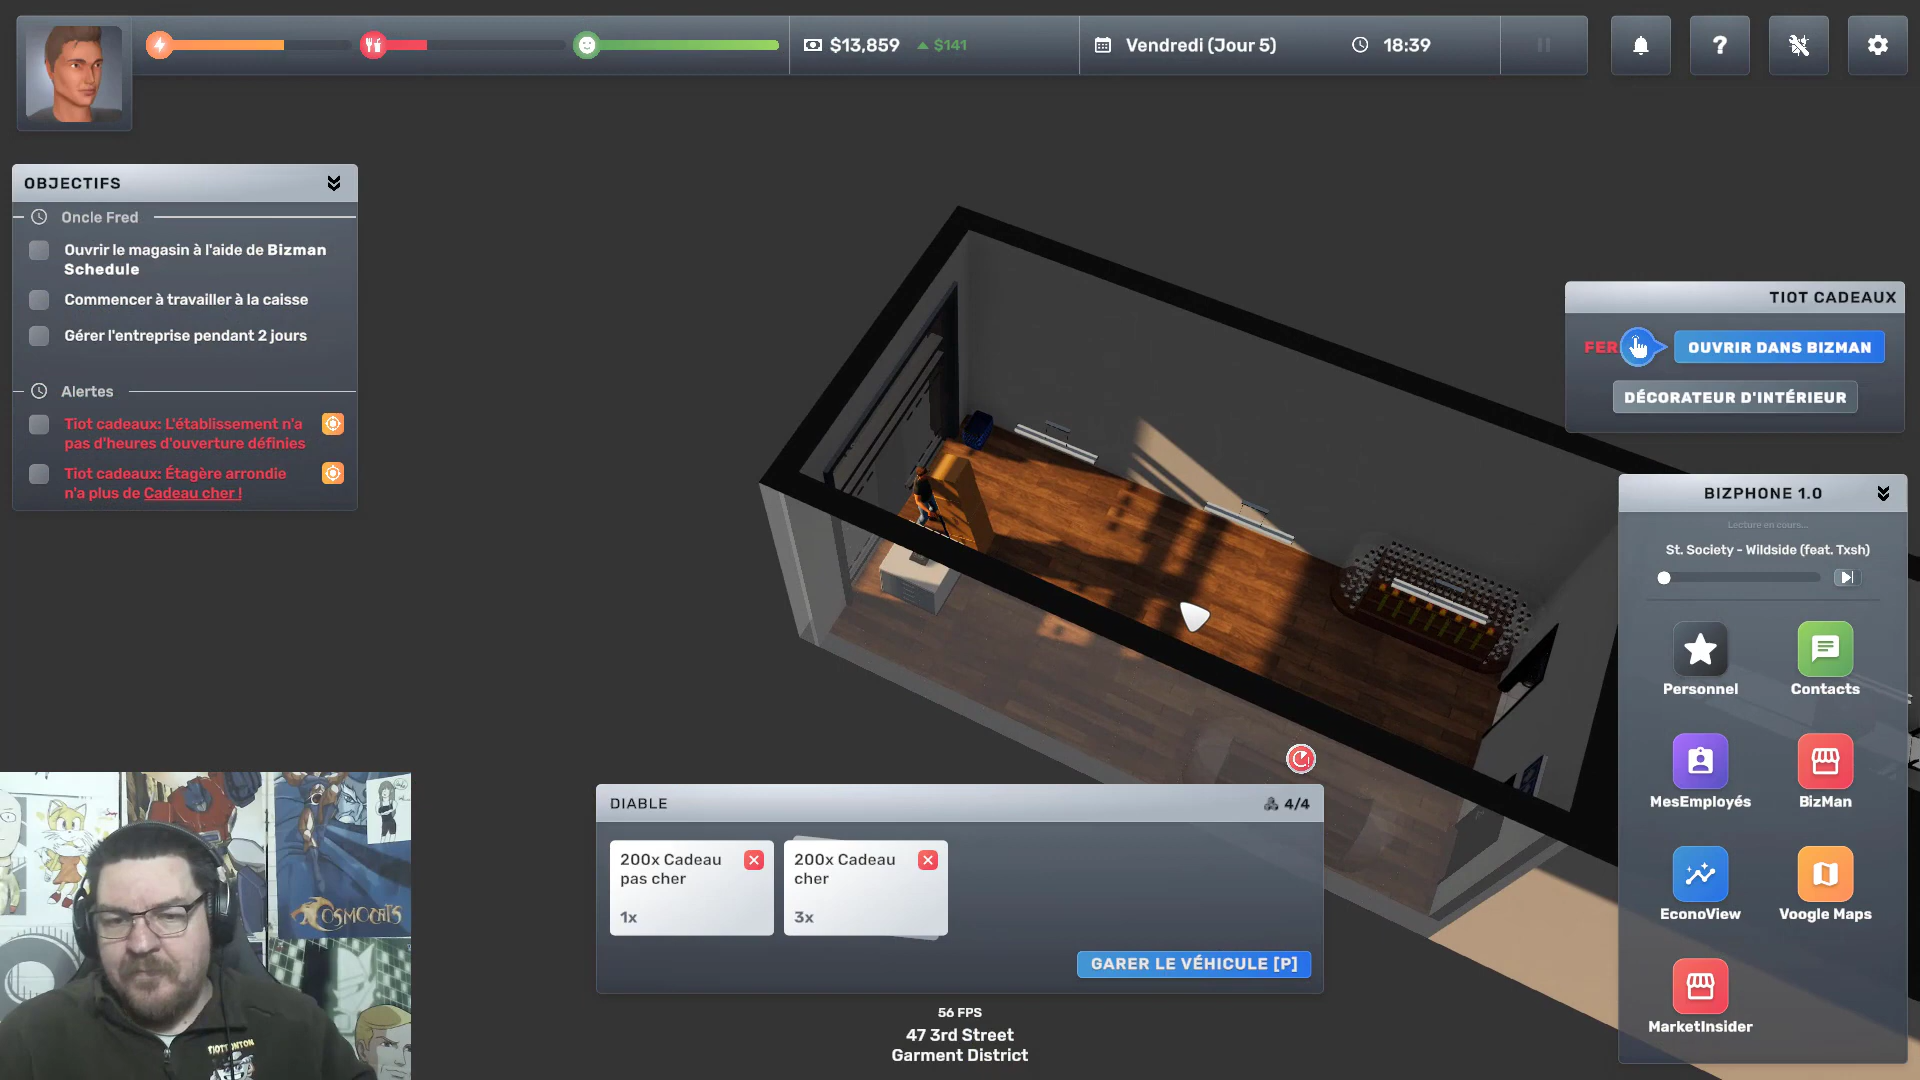 $13,859
$141
Vendredi (Jour 5)
18:39
OBJECTIFS
Oncle Fred
Ouvrir le magasin à l'aide de Bizman
Schedule
Commencer à travailler à la caisse
Gérer l'entreprise pendant 2 jours
Alertes
Tiot cadeaux: L'établissement n'a
pas d'heures d'ouverture définies
Tiot cadeaux: Étagère arrondie
n'a plus de Cadeau cher !
TIOT CADEAUX
FER
OUVRIR DANS BIZMAN
DÉCORATEUR D'INTÉRIEUR
BIZPHONE 1.0
Lecture en cours...
St. Society - Wildside (feat. Txsh)
Personnel
Contacts
MesEmployés
BizMan
EconoView
Voogle Maps
MarketInsider
DIABLE
4/4
200x Cadeau
pas cher
1x
200x Cadeau
cher
3x
GARER LE VÉHICULE [P]
56 FPS
47 3rd Street
Garment District
COSMOCATS